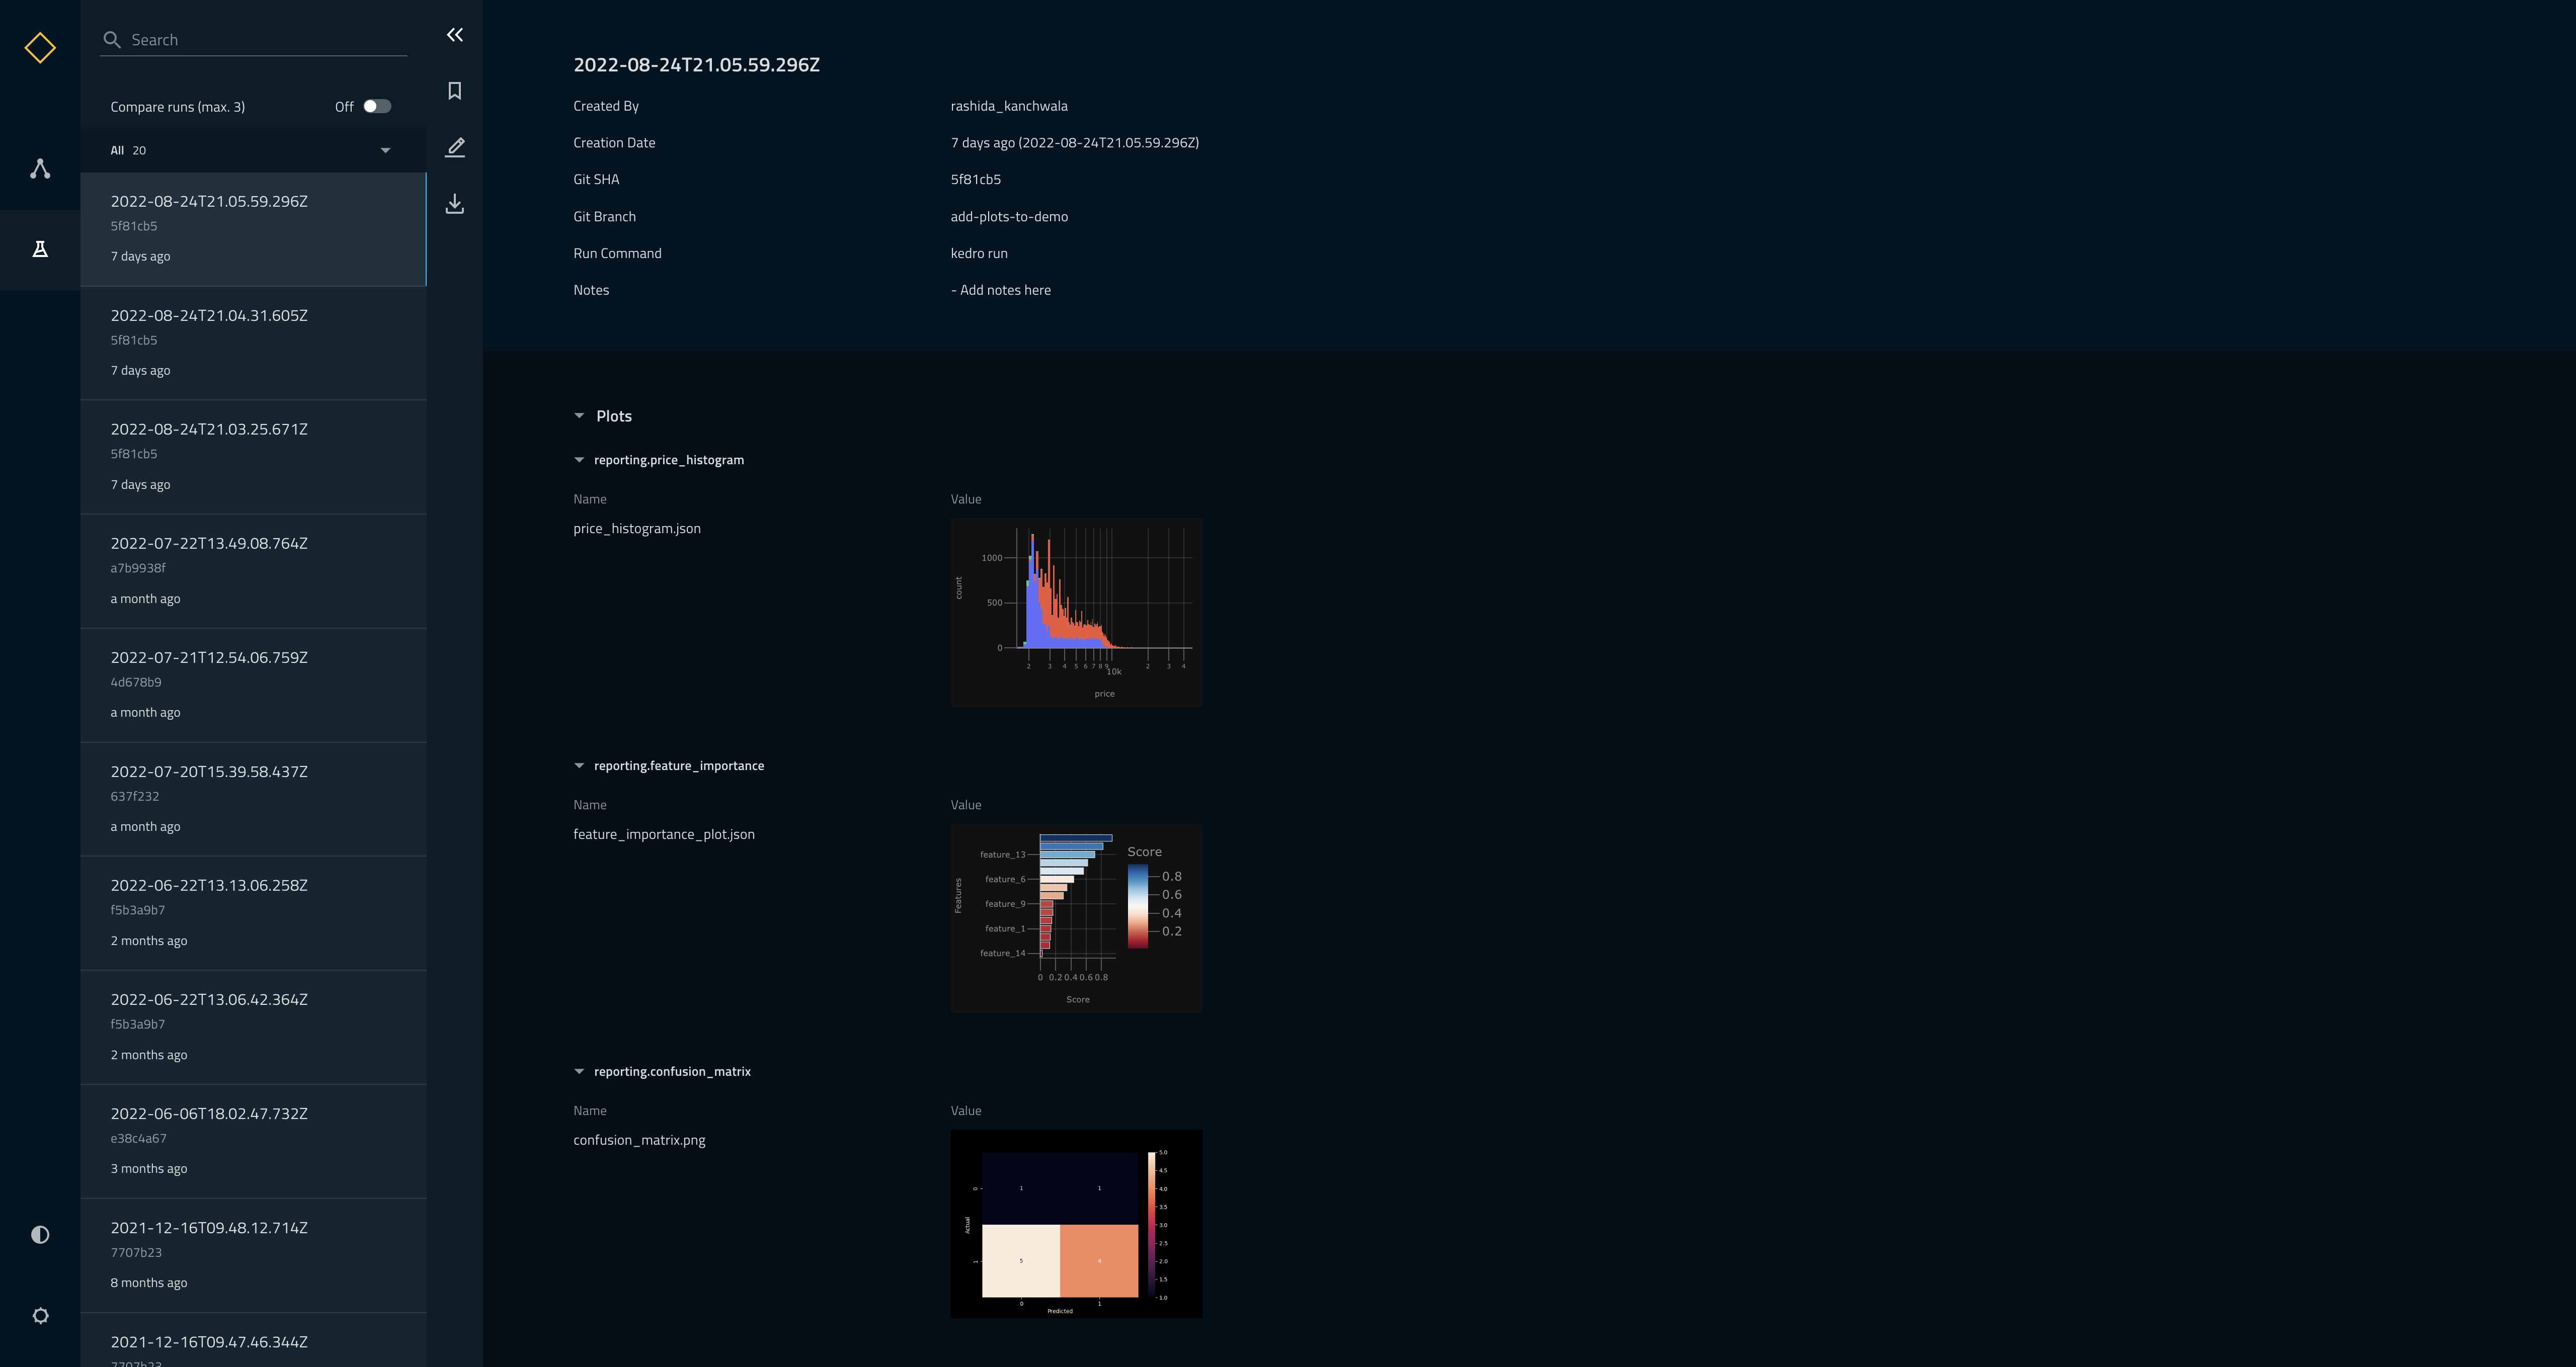 Search
Compare runs (max. 3) Off
All 20
2022-08-24T21.05.59.296Z
5f81cb5
7 days ago
2022-08-24T21.04.31.605Z
5f81cb5
7 days ago
2022-08-24T21.03.25.671Z
5f81cb5
7 days ago
2022-07-22T13.49.08.764Z
a7b9938f
a month ago
2022-07-21T12.54.06.759Z
4d678b9
a month ago
2022-07-20T15.39.58.437Z
637f232
a month ago
2022-06-22T13.13.06.258Z
f5b3a9b7
2 months ago
2022-06-22T13.06.42.364Z
f5b3a9b7
2 months ago
2022-06-06T18.02.47.732Z
e38c4a67
3 months ago
2021-12-16T09.48.12.714Z
7707b23
8 months ago
2021-12-16T09.47.46.344Z
7707b23
2022-08-24T21.05.59.296Z
Created By rashida_kanchwala
Creation Date 7 days ago (2022-08-24T21.05.59.296Z)
Git SHA 5f81cb5
Git Branch add-plots-to-demo
Run Command kedro run
Notes - Add notes here
Plots
reporting.price_histogram
Name Value
price_histogram.json
1000
500
0
count
2 3 4 5 6 7 8 9 10k 2 3 4
price
reporting.feature_importance
Name Value
feature_importance_plot.json
Features
feature_13
feature_6
feature_9
feature_1
feature_14
0 0.2 0.4 0.6 0.8
Score
Score
0.8
0.6
0.4
0.2
reporting.confusion_matrix
Name Value
confusion_matrix.png
Actual
0 1 1
1 5 4
0 1
Predicted
5.0
4.5
4.0
3.5
3.0
2.5
2.0
1.5
1.0